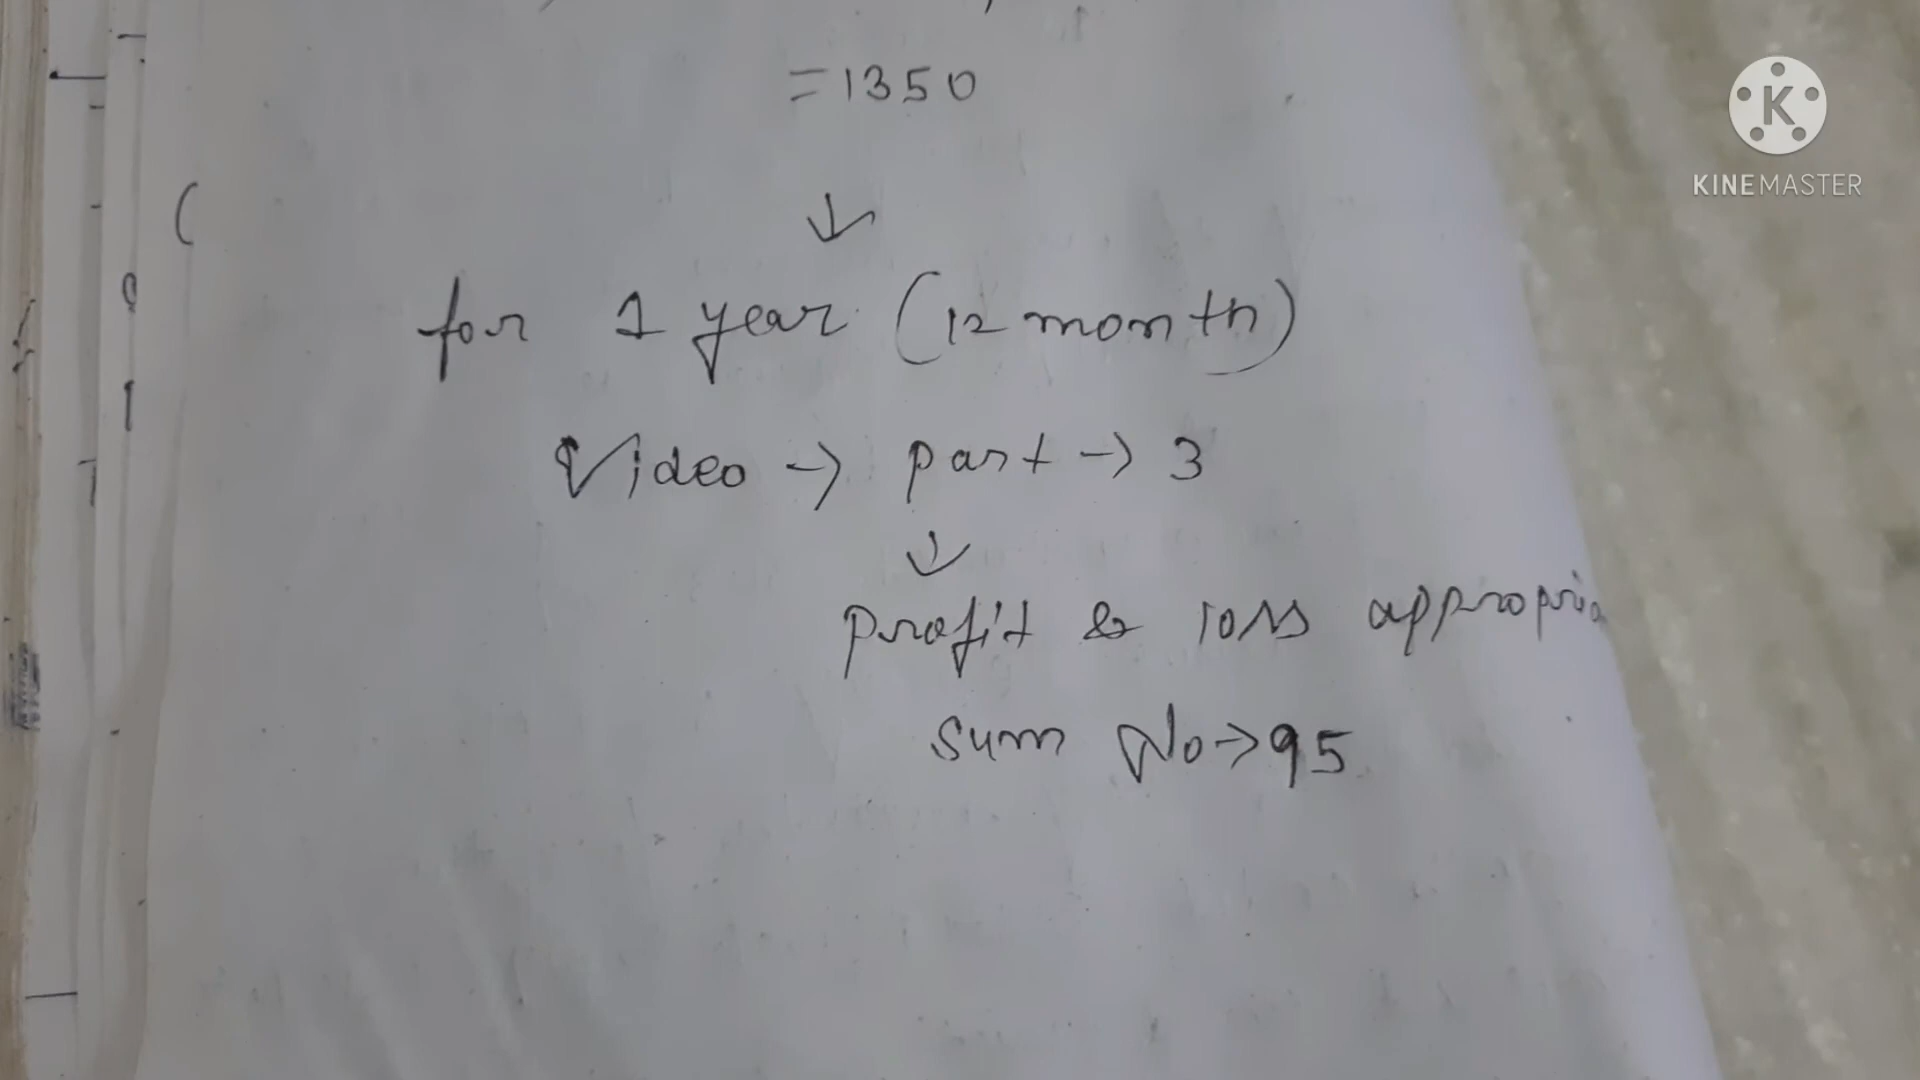 =1350
↓
for 1 year (12 month)
Video → part → 3
↓
profit & loss appropria
sum No → 95
K
KINEMASTER